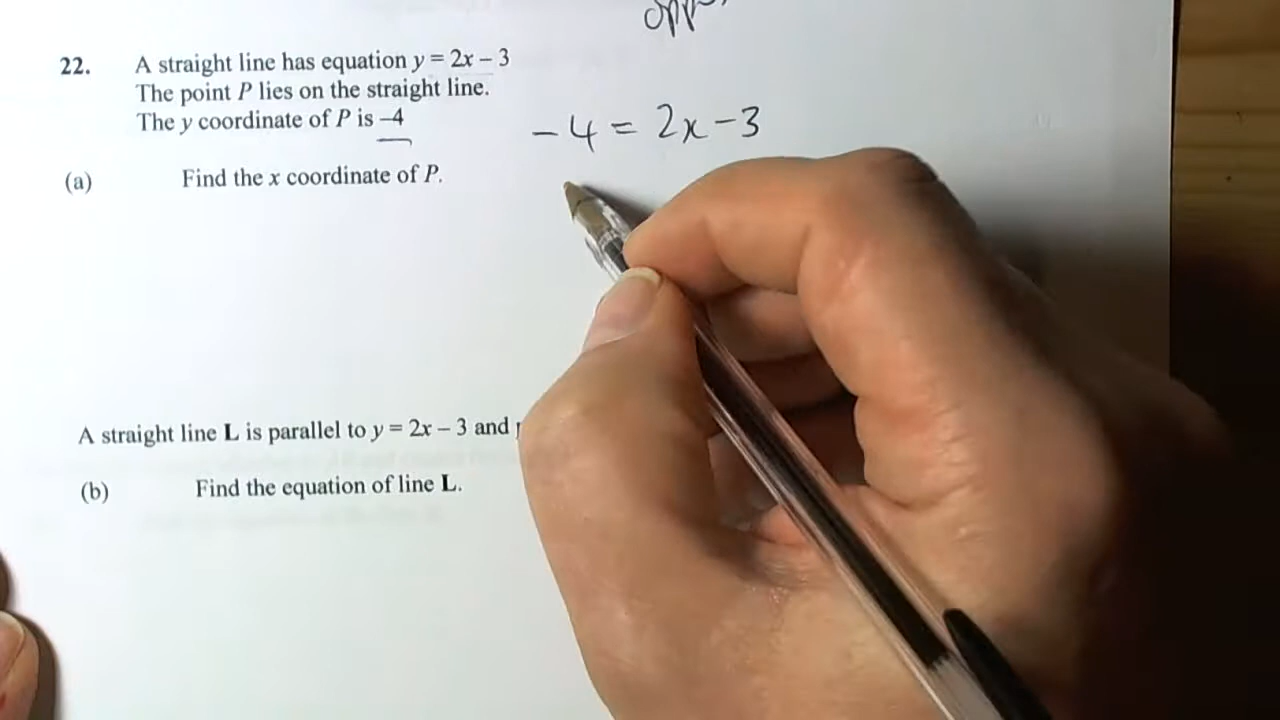 opp
22. A straight line has equation y = 2x – 3
The point P lies on the straight line.
The y coordinate of P is –4
-4 = 2x - 3
(a) Find the x coordinate of P.
A straight line L is parallel to y = 2x – 3 and
(b) Find the equation of line L.